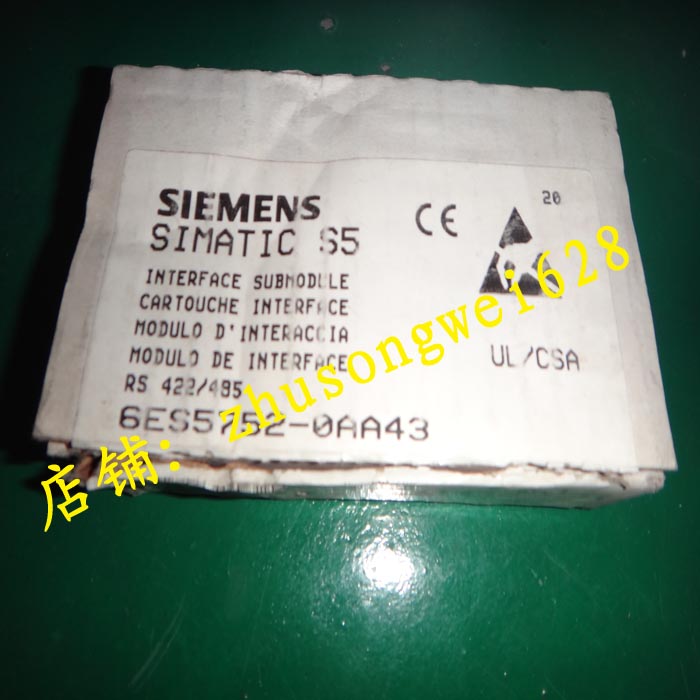 SIEMENS
SIMATIC S5
20
INTERFACE SUBMODULE
CARTOUCHE INTERFACE
MODULO D'INTERACCIA
MODULO DE INTERFACE
UL/CSA
RS 422/485
6ES5752-0AA43
店铺: zhusongwei628